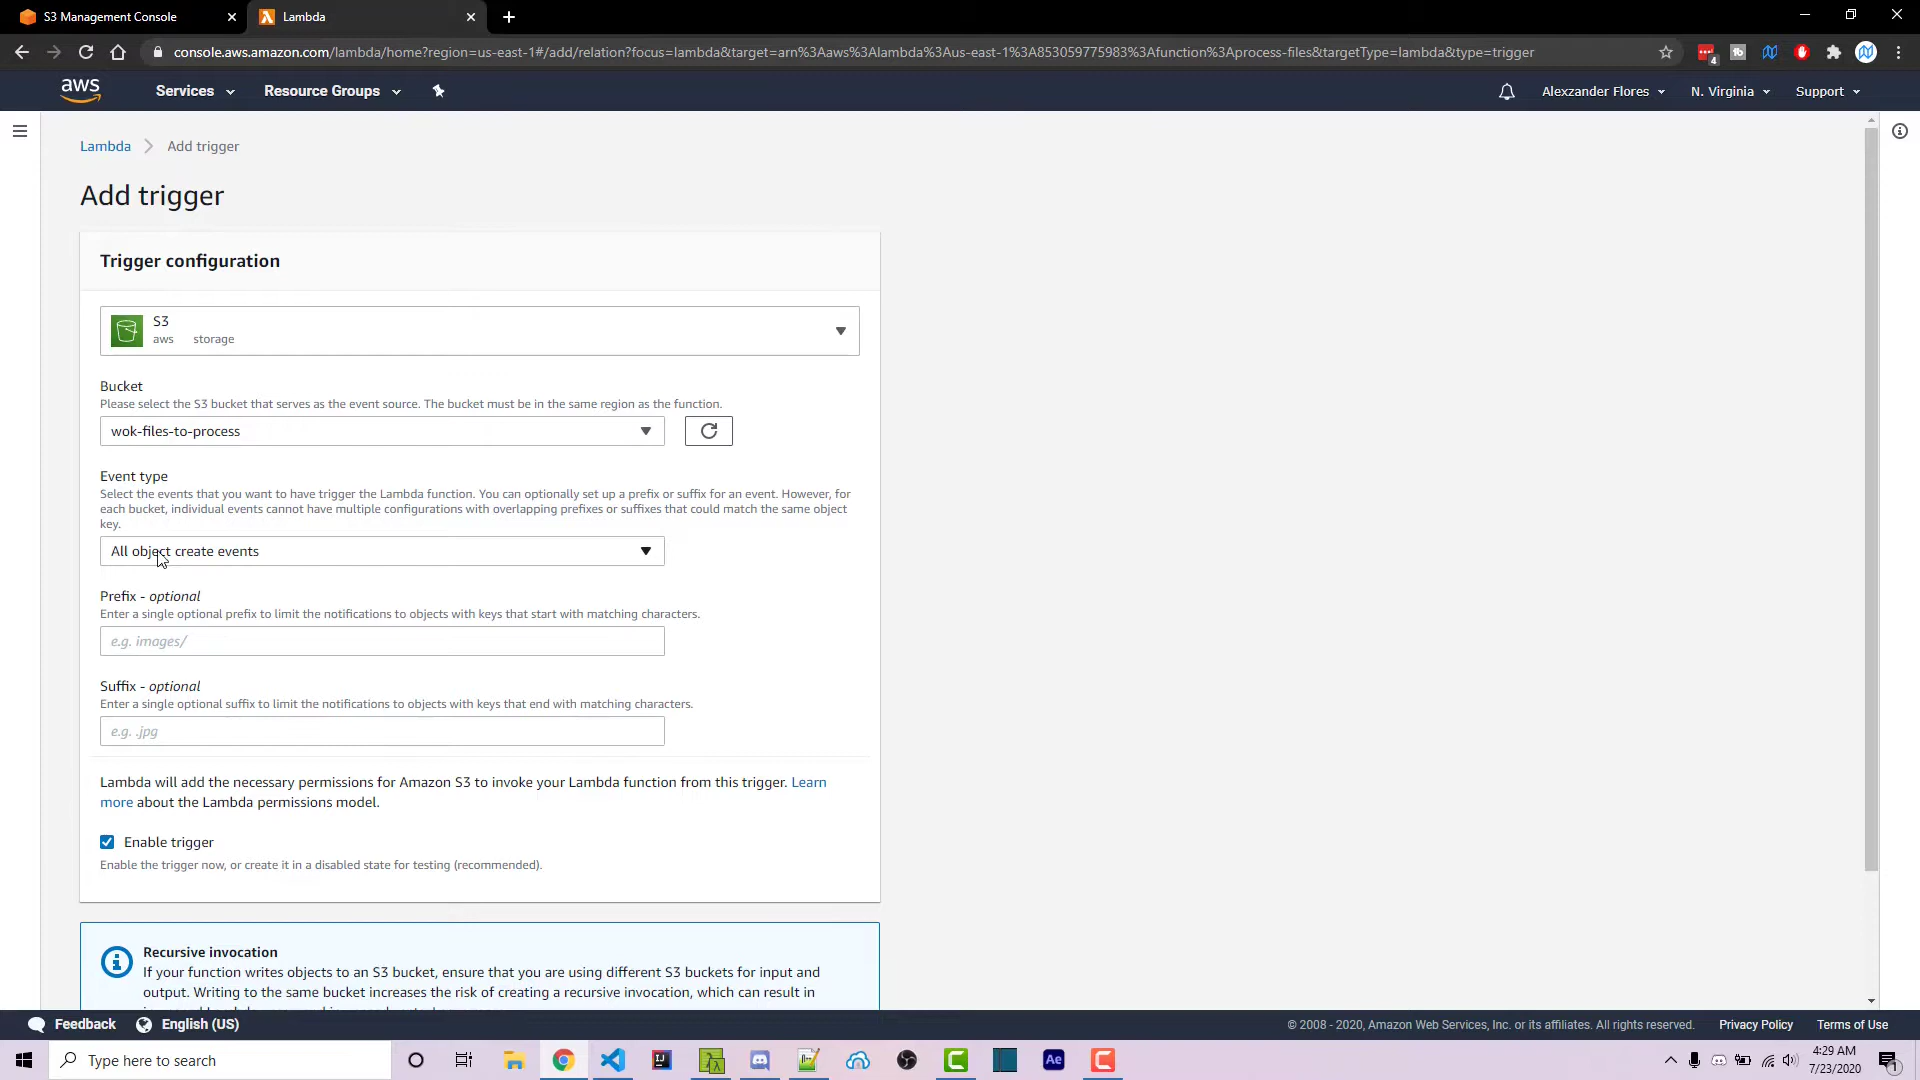 S3 Management Console
Lambda
console.aws.amazon.com/lambda/home?region=us-east-1#/add/relation?focus=lambda&target=arn%3Aaws%3Alambda%3Aus-east-1%3A853059775983%3Afunction%3Aprocess-files&targetType=lambda&type=trigger
4
aws
Services
Resource Groups
Alexzander Flores
N. Virginia
Support
Lambda
Add trigger
Add trigger
Trigger configuration
S3
aws storage
Bucket
Please select the S3 bucket that serves as the event source. The bucket must be in the same region as the function.
wok-files-to-process
Event type
Select the events that you want to have trigger the Lambda function. You can optionally set up a prefix or suffix for an event. However, for
each bucket, individual events cannot have multiple configurations with overlapping prefixes or suffixes that could match the same object
key.
All object create events
Prefix - optional
Enter a single optional prefix to limit the notifications to objects with keys that start with matching characters.
e.g. images/
Suffix - optional
Enter a single optional suffix to limit the notifications to objects with keys that end with matching characters.
e.g. .jpg
Lambda will add the necessary permissions for Amazon S3 to invoke your Lambda function from this trigger. Learn
more about the Lambda permissions model.
Enable trigger
Enable the trigger now, or create it in a disabled state for testing (recommended).
Recursive invocation
If your function writes objects to an S3 bucket, ensure that you are using different S3 buckets for input and
output. Writing to the same bucket increases the risk of creating a recursive invocation, which can result in
Feedback
English (US)
© 2008 - 2020, Amazon Web Services, Inc. or its affiliates. All rights reserved.
Privacy Policy
Terms of Use
Type here to search
IJ
Ae
4:29 AM
7/23/2020
1